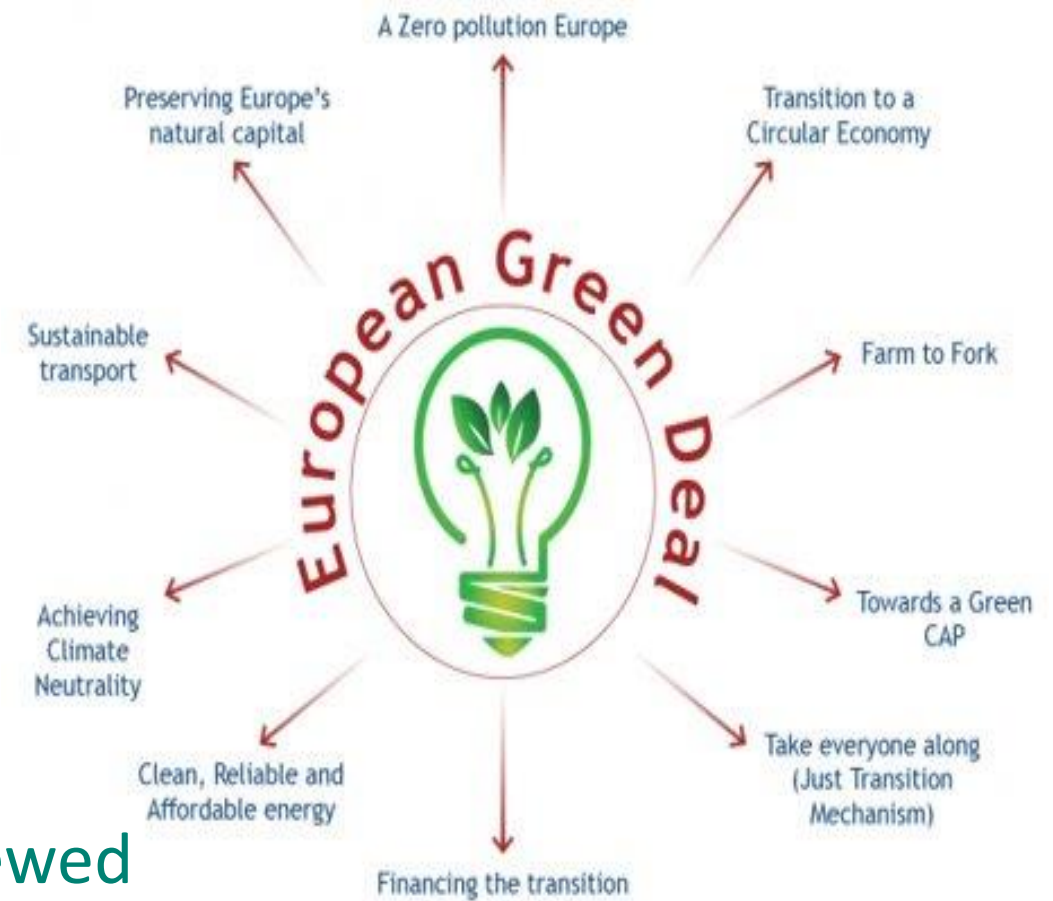 A Zero pollution Europe
Preserving Europe's
natural capital
Transition to a
Circular Economy
European Green Deal
Sustainable
transport
Farm to Fork
Achieving
Climate
Neutrality
Towards a Green
CAP
Clean, Reliable and
Affordable energy
Take everyone along
(Just Transition
Mechanism)
Financing the transition